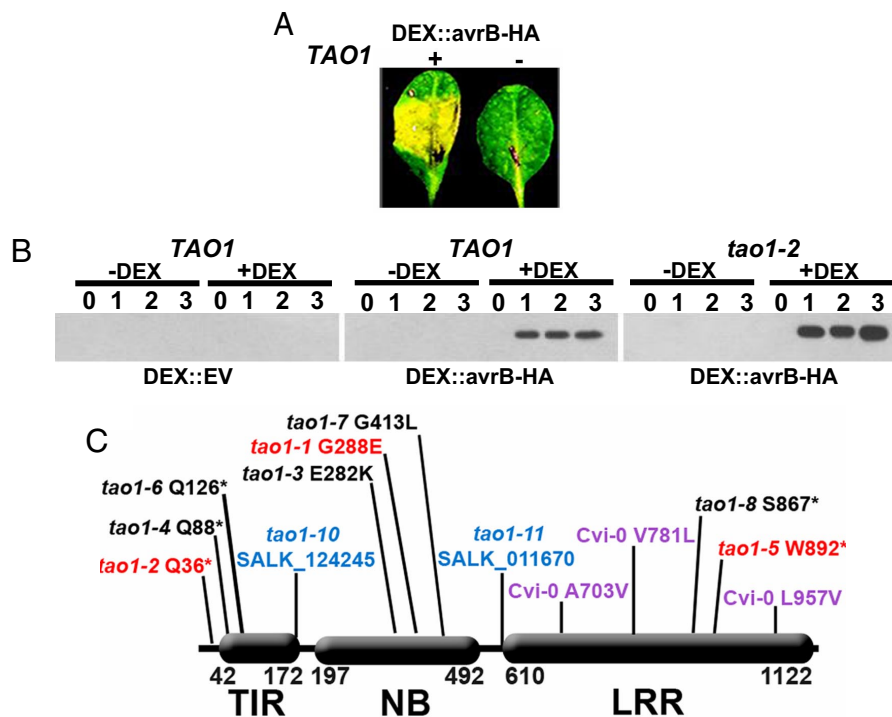 A
DEX::avrB-HA
TAO1 + -
B
TAO1 TAO1 tao1-2
-DEX +DEX -DEX +DEX -DEX +DEX
0 1 2 3 0 1 2 3 0 1 2 3 0 1 2 3 0 1 2 3 0 1 2 3
DEX::EV DEX::avrB-HA DEX::avrB-HA
C
tao1-7 G413L
tao1-1 G288E
tao1-3 E282K
tao1-6 Q126*
tao1-4 Q88*
tao1-2 Q36*
tao1-10
SALK_124245
tao1-11
SALK_011670
Cvi-0 A703V
Cvi-0 V781L
tao1-8 S867*
tao1-5 W892*
Cvi-0 L957V
42 172 197 492 610 1122
TIR NB LRR